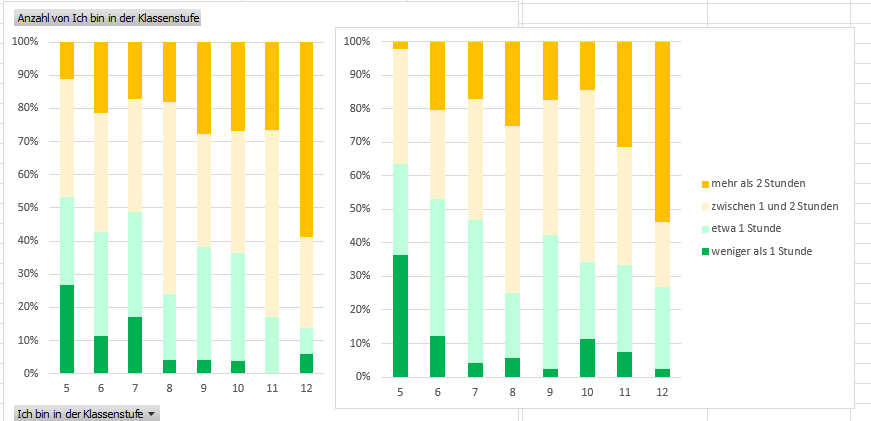 Anzahl von Ich bin in der Klassenstufe
100%
90%
80%
70%
60%
50%
40%
30%
20%
10%
0%
5 6 7 8 9 10 11 12
Ich bin in der Klassenstufe
100%
90%
80%
70%
60%
50%
40%
30%
20%
10%
0%
5 6 7 8 9 10 11 12
mehr als 2 Stunden
zwischen 1 und 2 Stunden
etwa 1 Stunde
weniger als 1 Stunde